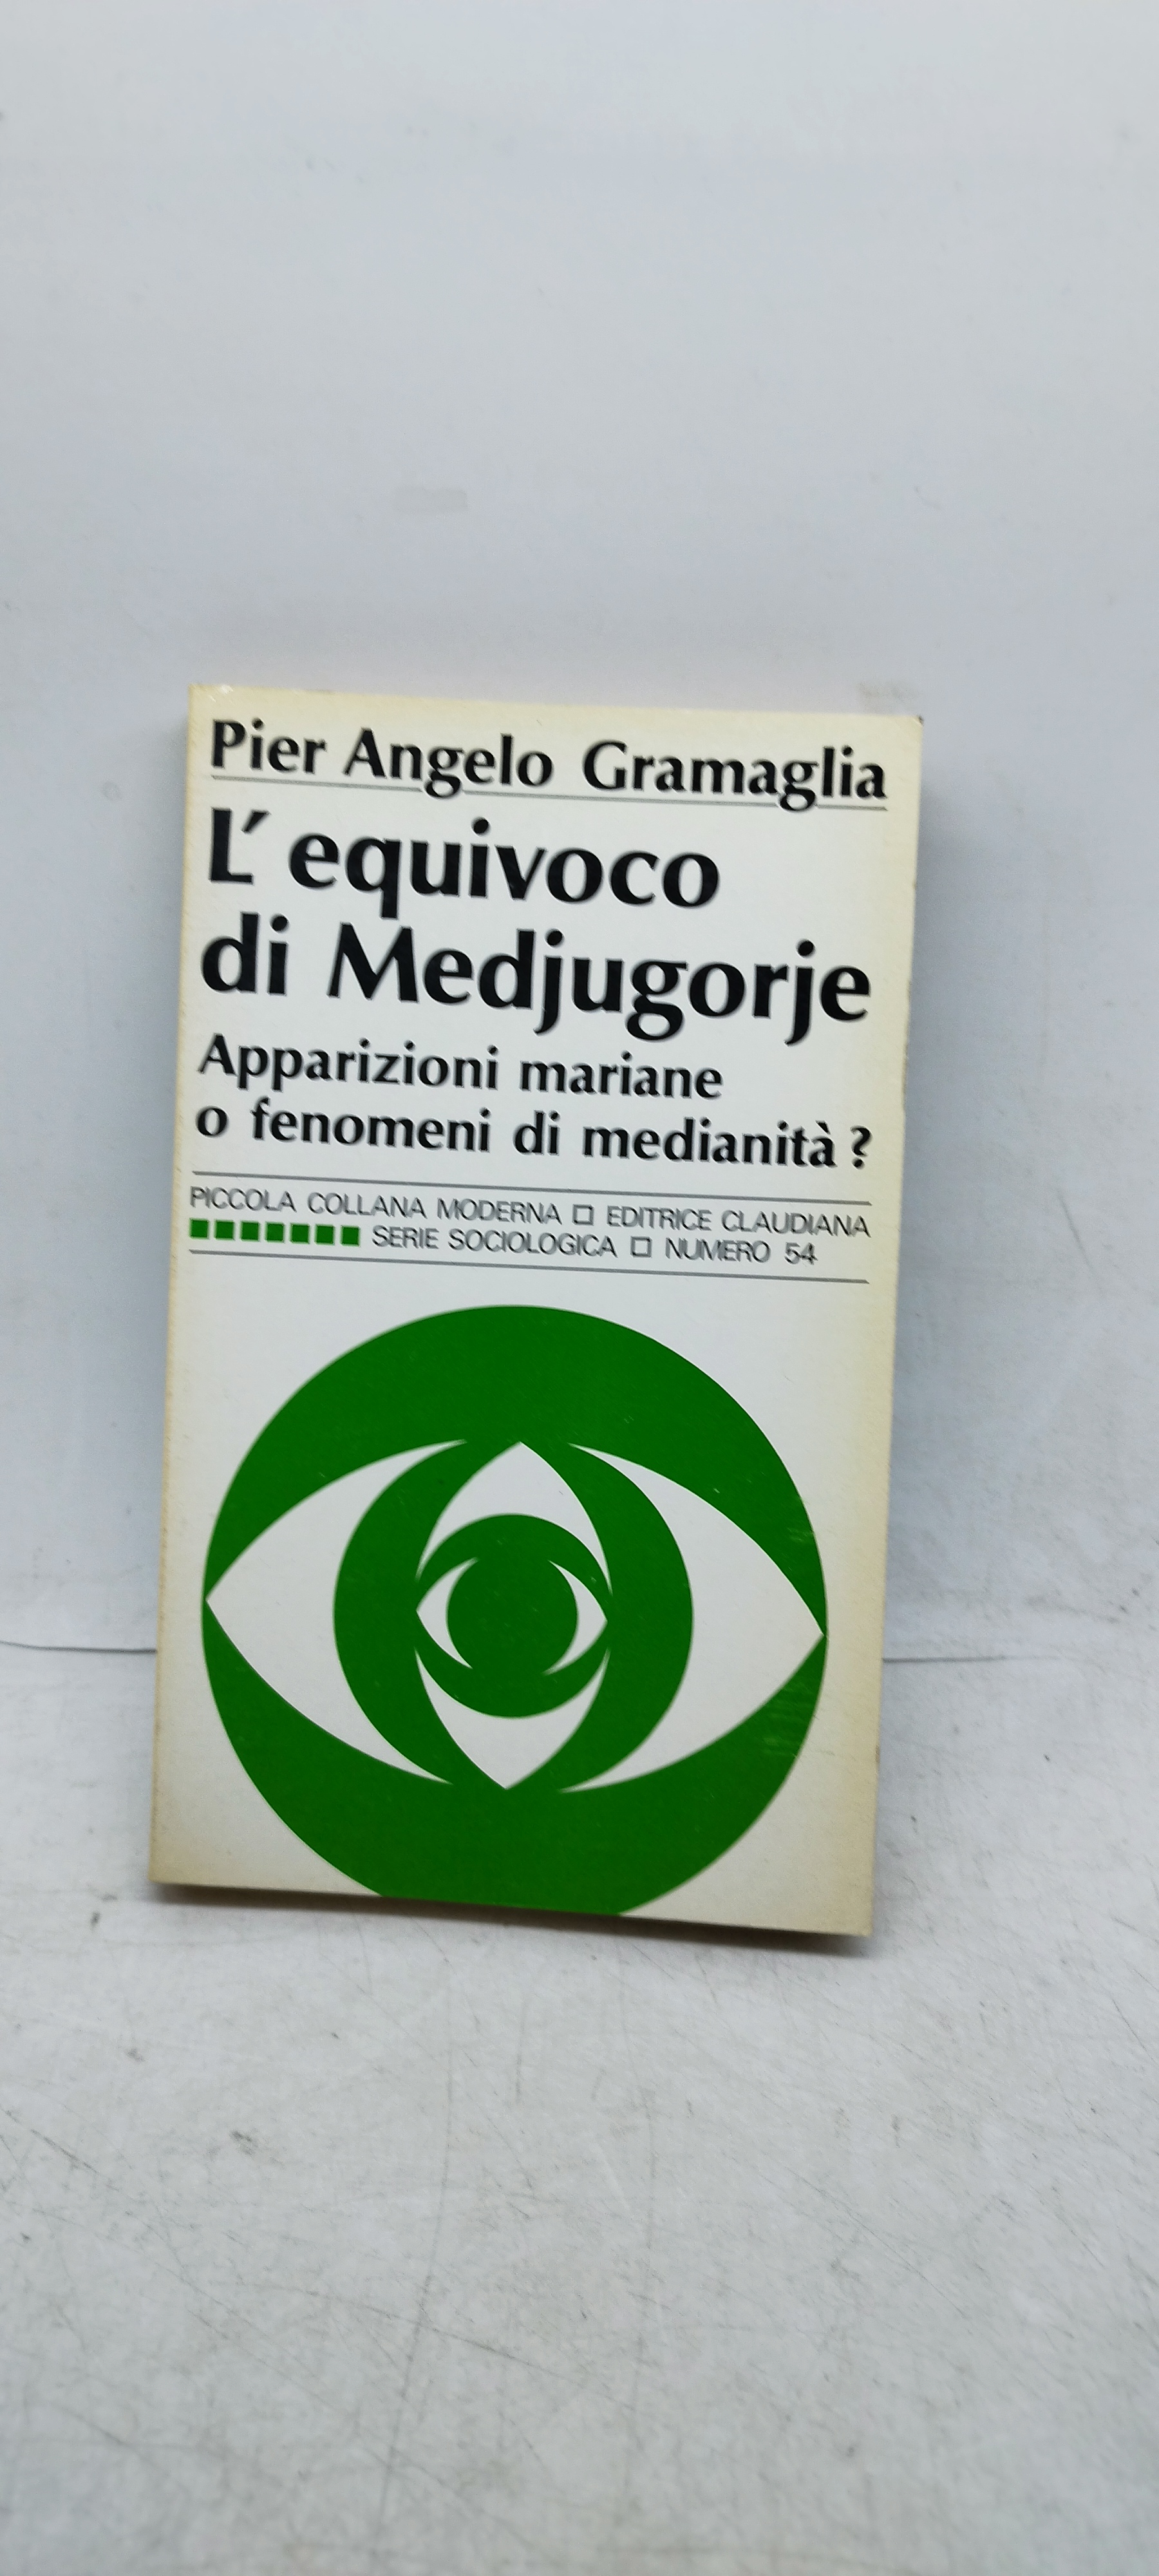 Pier Angelo Gramaglia
L'equivoco
di Medjugorje
Apparizioni mariane
o fenomeni di medianità?
PICCOLA COLLANA MODERNA □ EDITRICE CLAUDIANA
■■■■■■■ SERIE SOCIOLOGICA □ NUMERO 54